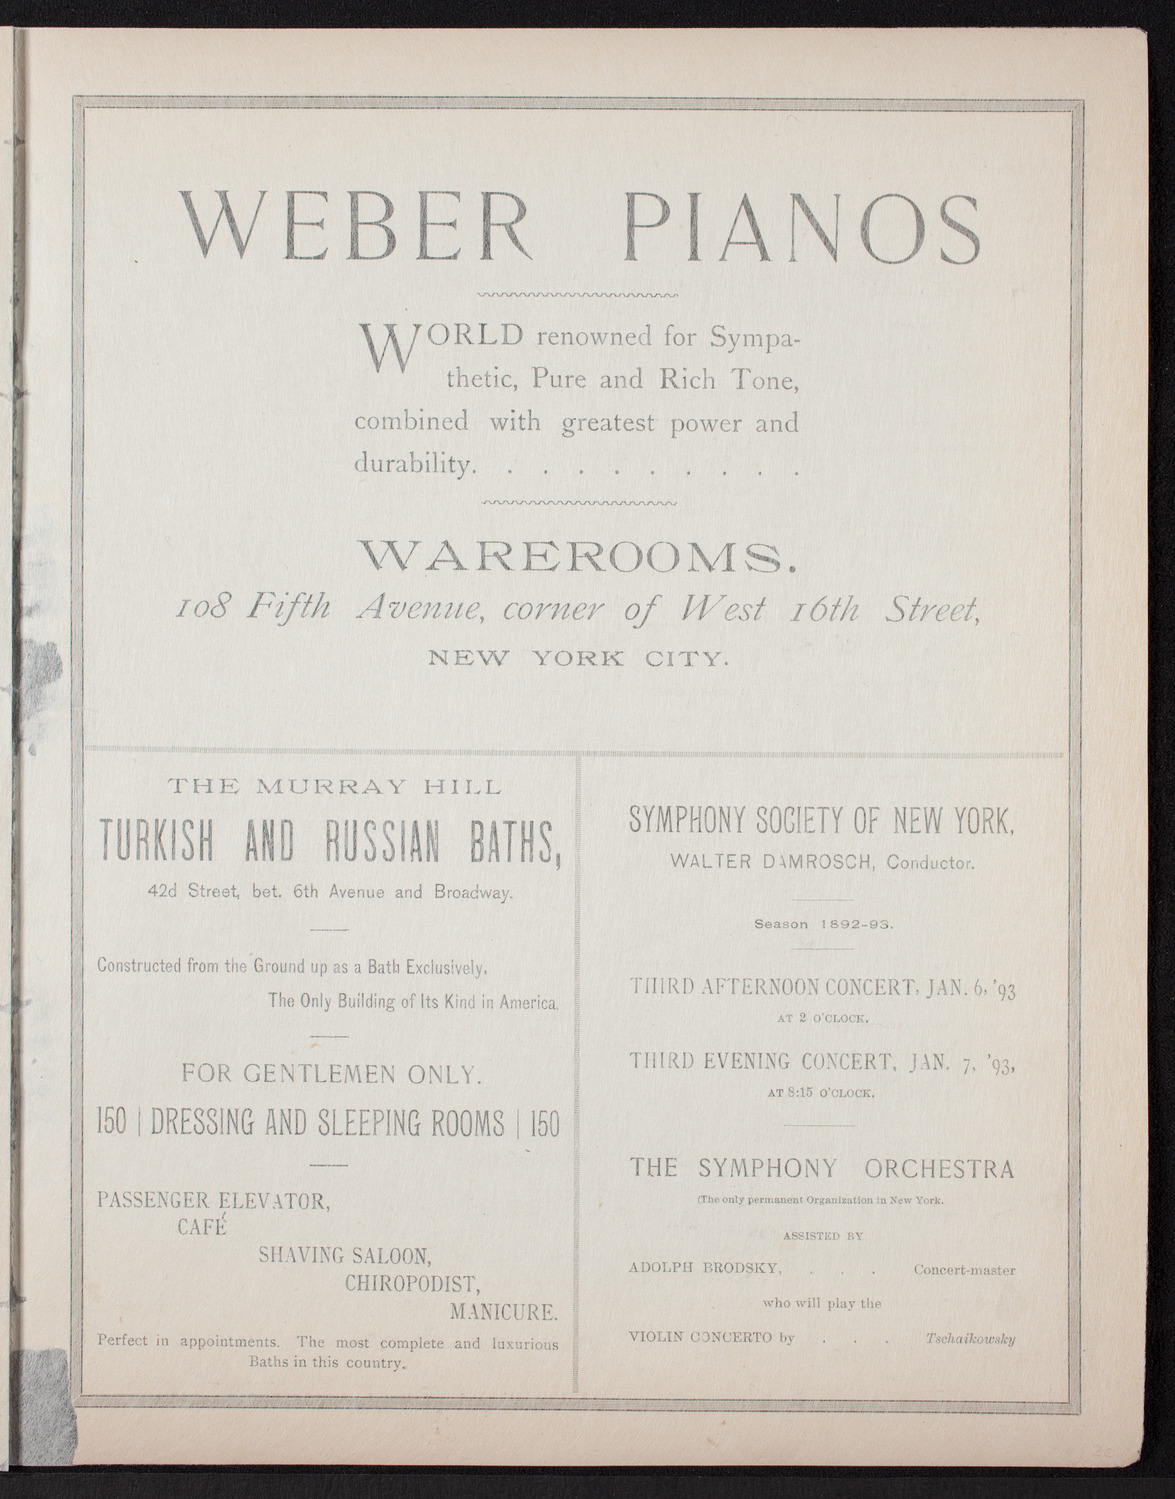 WEBER PIANOS
WORLD renowned for Sympa-
thetic, Pure and Rich Tone,
combined with greatest power and
durability. . . . . . . . . .
WAREROOMS.
108 Fifth Avenue, corner of West 16th Street,
NEW YORK CITY.
THE MURRAY HILL
TURKISH AND RUSSIAN BATHS,
42d Street, bet. 6th Avenue and Broadway.
Constructed from the Ground up as a Bath Exclusively.
The Only Building of Its Kind in America.
FOR GENTLEMEN ONLY.
150 | DRESSING AND SLEEPING ROOMS | 150
PASSENGER ELEVATOR,
CAFÉ
SHAVING SALOON,
CHIROPODIST,
MANICURE.
Perfect in appointments. The most complete and luxurious
Baths in this country.
SYMPHONY SOCIETY OF NEW YORK,
WALTER DAMROSCH, Conductor.
Season 1892-93.
THIRD AFTERNOON CONCERT, JAN. 6, '93
AT 2 O'CLOCK.
THIRD EVENING CONCERT, JAN. 7, '93,
AT 8:15 O'CLOCK.
THE SYMPHONY ORCHESTRA
(The only permanent Organization in New York.
ASSISTED BY
ADOLPH BRODSKY, . . . Concert-master
who will play the
VIOLIN CONCERTO by . . . Tschaikowsky